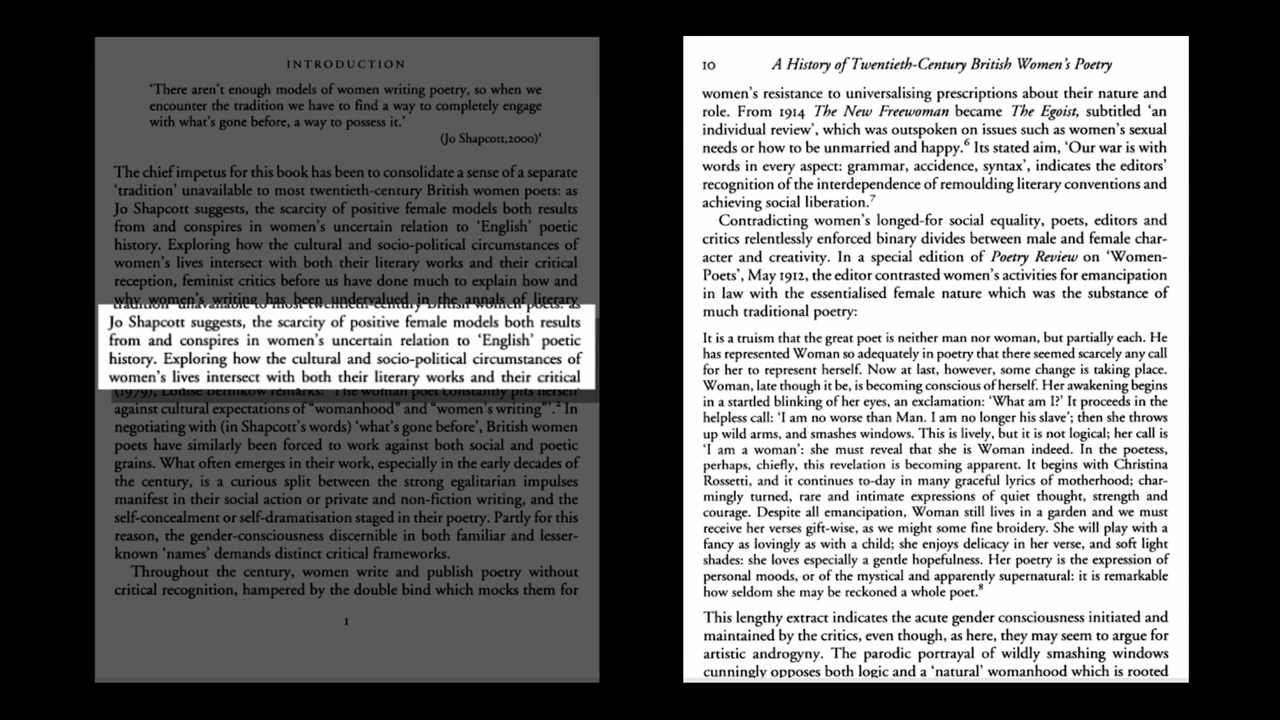 INTRODUCTION
'There aren't enough models of women writing poetry, so when we
encounter the tradition we have to find a way to completely engage
with what's gone before, a way to possess it.'
(Jo Shapcott,2000)¹
The chief impetus for this book has been to consolidate a sense of a separate
'tradition' unavailable to most twentieth-century British women poets: as
Jo Shapcott suggests, the scarcity of positive female models both results
from and conspires in women's uncertain relation to 'English' poetic
history. Exploring how the cultural and socio-political circumstances of
women's lives intersect with both their literary works and their critical
reception, feminist critics before us have done much to explain how and
why women's writing has been undervalued in the annals of literary
tradition unavailable to most twentieth-century British women poets: as
Jo Shapcott suggests, the scarcity of positive female models both results
from and conspires in women's uncertain relation to 'English' poetic
history. Exploring how the cultural and socio-political circumstances of
women's lives intersect with both their literary works and their critical
(1979), Louise Bernikow remarks: 'The woman poet constantly pits herself
against cultural expectations of "womanhood" and "women's writing"'.² In
negotiating with (in Shapcott's words) 'what's gone before', British women
poets have similarly been forced to work against both social and poetic
grains. What often emerges in their work, especially in the early decades of
the century, is a curious split between the strong egalitarian impulses
manifest in their social action or private and non-fiction writing, and the
self-concealment or self-dramatisation staged in their poetry. Partly for this
reason, the gender-consciousness discernible in both familiar and lesser-
known 'names' demands distinct critical frameworks.
Throughout the century, women write and publish poetry without
critical recognition, hampered by the double bind which mocks them for
1
10 A History of Twentieth-Century British Women's Poetry
women's resistance to universalising prescriptions about their nature and
role. From 1914 The New Freewoman became The Egoist, subtitled 'an
individual review', which was outspoken on issues such as women's sexual
needs or how to be unmarried and happy.⁶ Its stated aim, 'Our war is with
words in every aspect: grammar, accidence, syntax', indicates the editors'
recognition of the interdependence of remoulding literary conventions and
achieving social liberation.⁷
Contradicting women's longed-for social equality, poets, editors and
critics relentlessly enforced binary divides between male and female char-
acter and creativity. In a special edition of Poetry Review on 'Women-
Poets', May 1912, the editor contrasted women's activities for emancipation
in law with the essentialised female nature which was the substance of
much traditional poetry:
It is a truism that the great poet is neither man nor woman, but partially each. He
has represented Woman so adequately in poetry that there seemed scarcely any call
for her to represent herself. Now at last, however, some change is taking place.
Woman, late though it be, is becoming conscious of herself. Her awakening begins
in a startled blinking of her eyes, an exclamation: 'What am I?' It proceeds in the
helpless call: 'I am no worse than Man. I am no longer his slave'; then she throws
up wild arms, and smashes windows. This is lively, but it is not logical; her call is
'I am a woman': she must reveal that she is Woman indeed. In the poetess,
perhaps, chiefly, this revelation is becoming apparent. It begins with Christina
Rossetti, and it continues to-day in many graceful lyrics of motherhood; char-
mingly turned, rare and intimate expressions of quiet thought, strength and
courage. Despite all emancipation, Woman still lives in a garden and we must
receive her verses gift-wise, as we might some fine broidery. She will play with a
fancy as lovingly as with a child; she enjoys delicacy in her verse, and soft light
shades: she loves especially a gentle hopefulness. Her poetry is the expression of
personal moods, or of the mystical and apparently supernatural: it is remarkable
how seldom she may be reckoned a whole poet.⁸
This lengthy extract indicates the acute gender consciousness initiated and
maintained by the critics, even though, as here, they may seem to argue for
artistic androgyny. The parodic portrayal of wildly smashing windows
cunningly opposes both logic and a 'natural' womanhood which is rooted